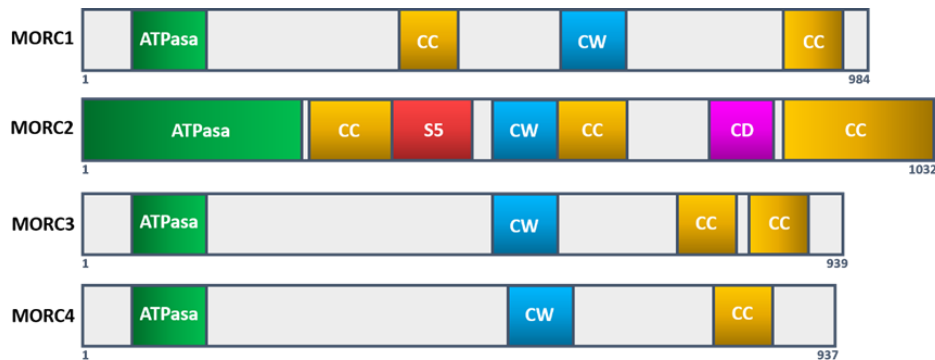 MORC1 ATPasa CC CW CC
1 984
MORC2 ATPasa CC S5 CW CC CD CC
1 1032
MORC3 ATPasa CW CC CC
1 939
MORC4 ATPasa CW CC
1 937